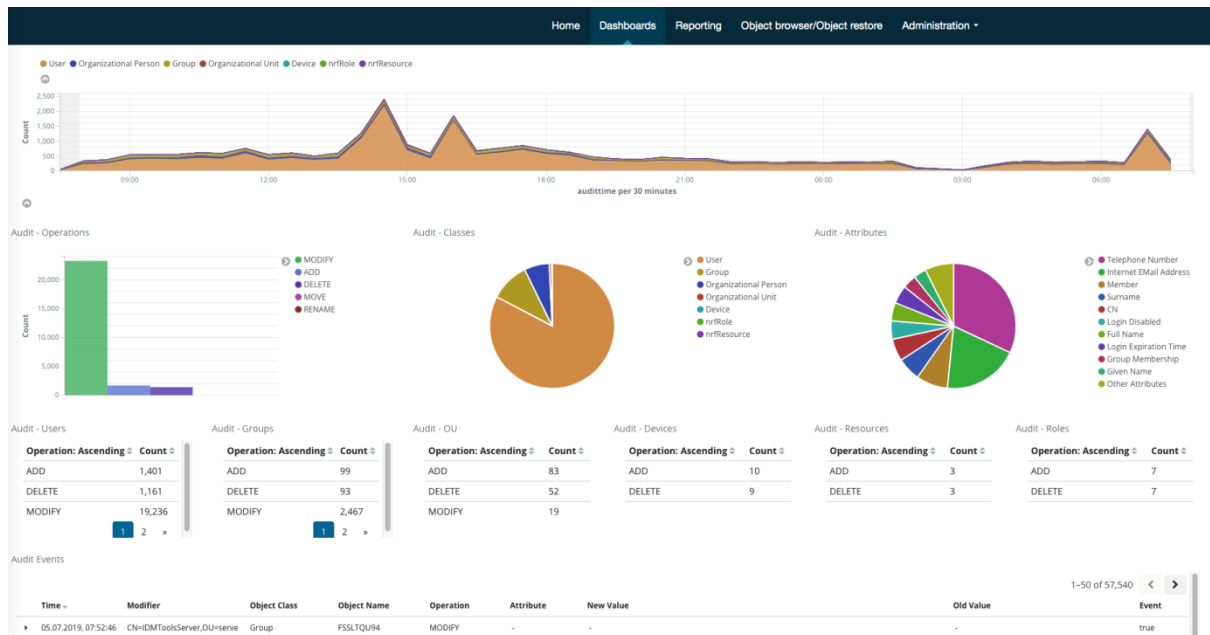 Home Dashboards Reporting Object browser/Object restore Administration
User Organizational Person Group Organizational Unit Device nrfRole nrfResource
Count
2,500
2,000
1,500
1,000
500
0
09:00 12:00 15:00 18:00 21:00 00:00 03:00 06:00
audittime per 30 minutes
Audit - Operations
Count
20,000
15,000
10,000
5,000
0
MODIFY
ADD
DELETE
MOVE
RENAME
Audit - Classes
User
Group
Organizational Person
Organizational Unit
Device
nrfRole
nrfResource
Audit - Attributes
Telephone Number
Internet EMail Address
Member
Surname
CN
Login Disabled
Full Name
Login Expiration Time
Group Membership
Given Name
Other Attributes
Audit - Users
Operation: Ascending Count
ADD 1,401
DELETE 1,161
MODIFY 19,236
1 2 »
Audit - Groups
Operation: Ascending Count
ADD 99
DELETE 93
MODIFY 2,467
1 2 »
Audit - OU
Operation: Ascending Count
ADD 83
DELETE 52
MODIFY 19
Audit - Devices
Operation: Ascending Count
ADD 10
DELETE 9
Audit - Resources
Operation: Ascending Count
ADD 3
DELETE 3
Audit - Roles
Operation: Ascending Count
ADD 7
DELETE 7
Audit Events
1–50 of 57,540
Time Modifier Object Class Object Name Operation Attribute New Value Old Value Event
05.07.2019, 07:52:46 CN=IDMToolsServer,OU=serve Group FSSLTQU94 MODIFY - - - true